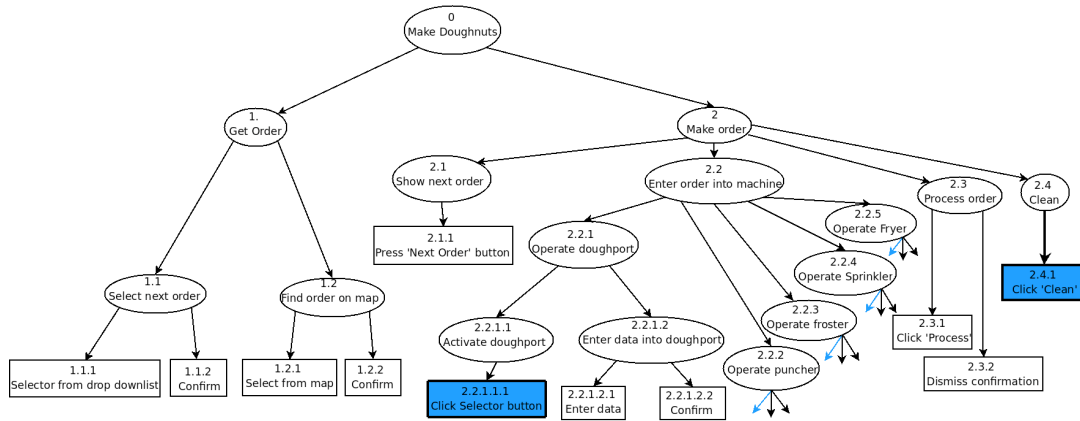 0
Make Doughnuts
1.
Get Order
2
Make order
2.1
Show next order
2.2
Enter order into machine
2.3
Process order
2.4
Clean
2.1.1
Press 'Next Order' button
2.2.1
Operate doughport
2.2.5
Operate Fryer
2.2.4
Operate Sprinkler
2.4.1
Click 'Clean'
1.1
Select next order
1.2
Find order on map
2.2.1.1
Activate doughport
2.2.1.2
Enter data into doughport
2.2.3
Operate froster
2.3.1
Click 'Process'
2.2.2
Operate puncher
2.3.2
Dismiss confirmation
1.1.1
Selector from drop downlist
1.1.2
Confirm
1.2.1
Select from map
1.2.2
Confirm
2.2.1.1.1
Click Selector button
2.2.1.2.1
Enter data
2.2.1.2.2
Confirm